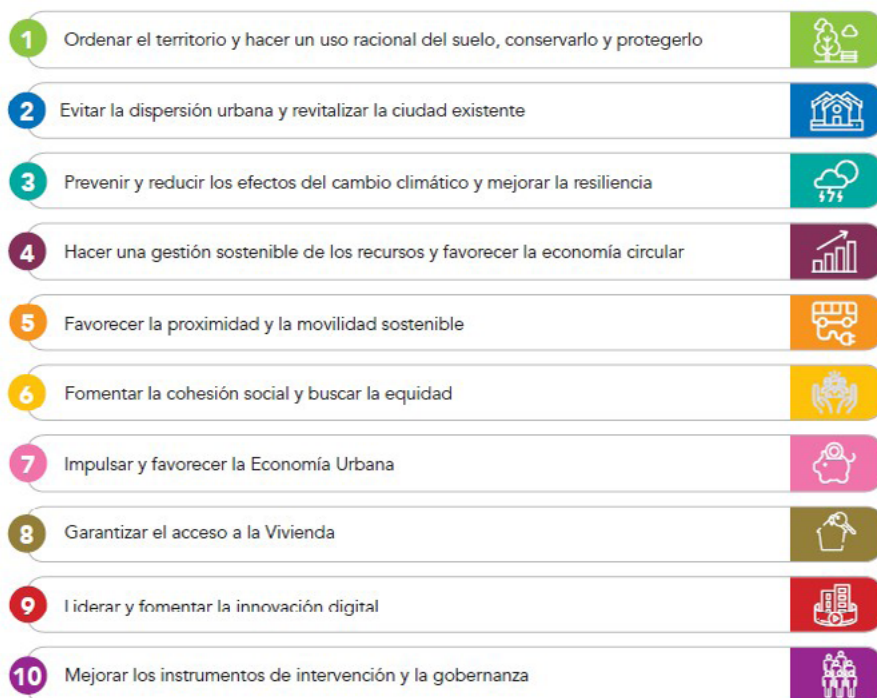 1 Ordenar el territorio y hacer un uso racional del suelo, conservarlo y protegerlo
2 Evitar la dispersión urbana y revitalizar la ciudad existente
3 Prevenir y reducir los efectos del cambio climático y mejorar la resiliencia
4 Hacer una gestión sostenible de los recursos y favorecer la economía circular
5 Favorecer la proximidad y la movilidad sostenible
6 Fomentar la cohesión social y buscar la equidad
7 Impulsar y favorecer la Economía Urbana
8 Garantizar el acceso a la Vivienda
9 Liderar y fomentar la innovación digital
10 Mejorar los instrumentos de intervención y la gobernanza